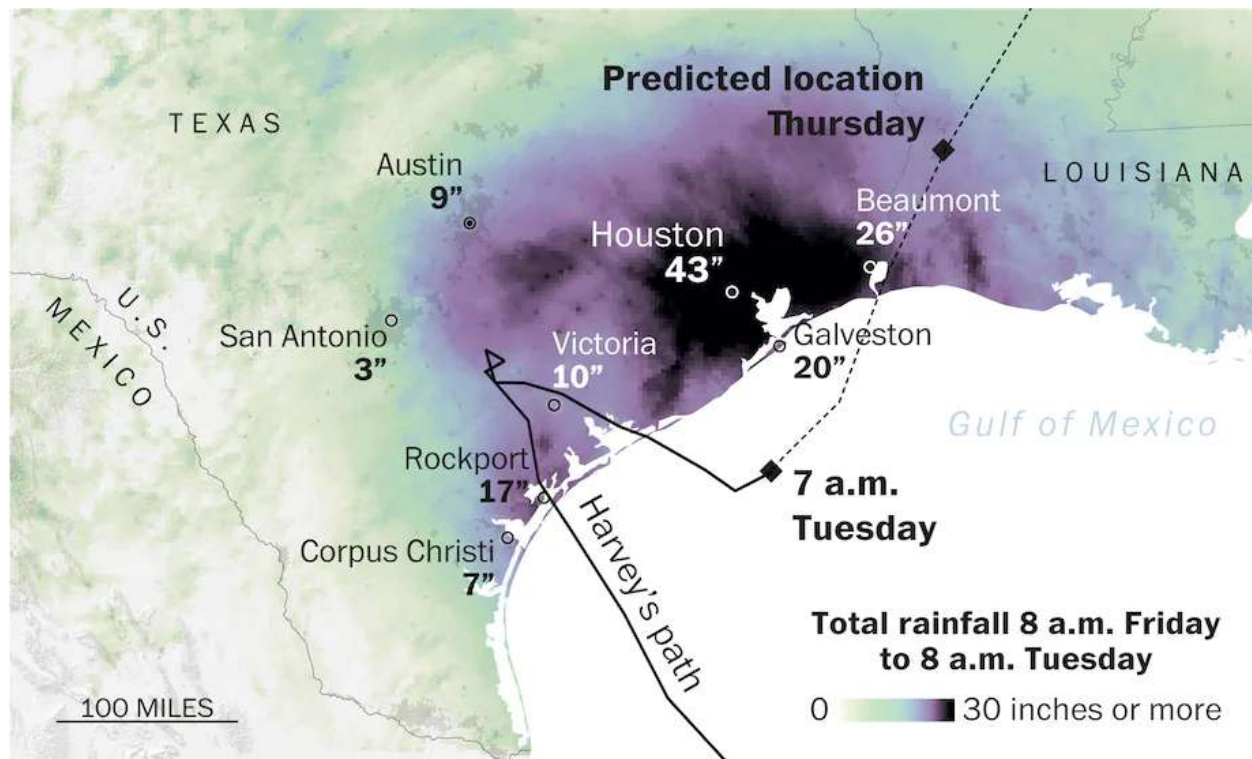 Predicted location
Thursday
TEXAS
Austin
9”
LOUISIANA
Beaumont
26”
Houston
43”
U.S.
MEXICO
San Antonio
3”
Victoria
10”
Galveston
20”
Gulf of Mexico
Rockport
17”
7 a.m.
Tuesday
Harvey’s path
Corpus Christi
7”
Total rainfall 8 a.m. Friday
to 8 a.m. Tuesday
100 MILES
0 30 inches or more